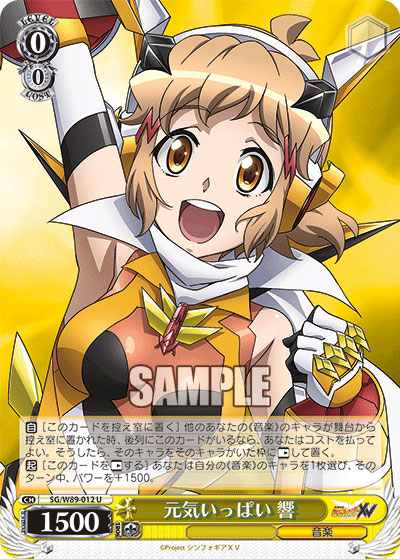 LEVEL
0
0
COST
SAMPLE
自［このカードを控え室に置く］他のあなたの《音楽》のキャラが舞台から
控え室に置かれた時、後列にこのカードがいるなら、あなたはコストを払って
よい。そうしたら、そのキャラがいた枠にそのキャラをレストして置く。
起［このカードをレストする］あなたは自分の《音楽》のキャラを1枚選び、そのターン中、パワーを＋1500。
CH
SG/W89-012 U
1500
元気いっぱい 響
音楽
XV
©Project シンフォギアＸＶ